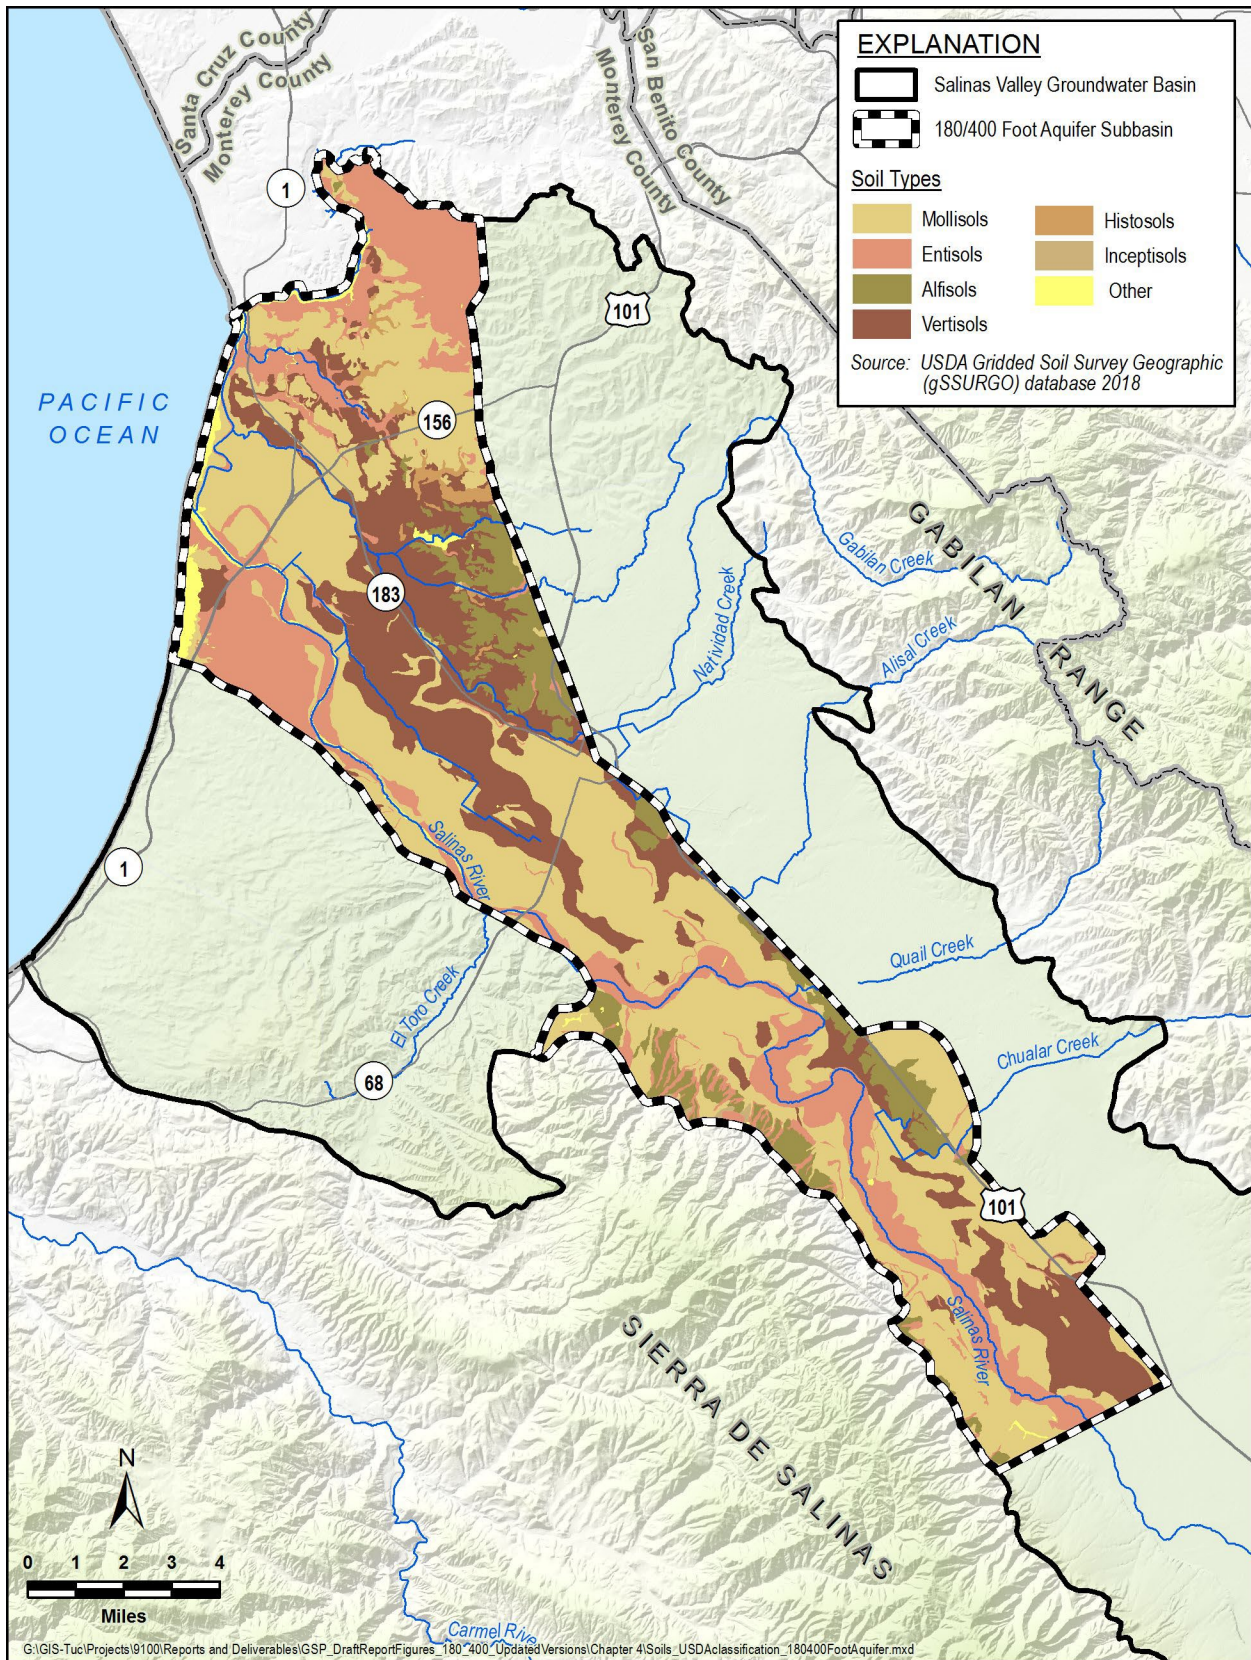 EXPLANATION
Salinas Valley Groundwater Basin
180/400 Foot Aquifer Subbasin
Soil Types
Mollisols
Entisols
Alfisols
Vertisols
Histosols
Inceptisols
Other
Source: USDA Gridded Soil Survey Geographic
(gSSURGO) database 2018
Santa Cruz County
Monterey County
San Benito County
Monterey County
1
101
PACIFIC
OCEAN
156
GABILAN
RANGE
Gabilan Creek
183
Natividad Creek
Alisal Creek
Salinas River
1
Quail Creek
El Toro Creek
Chualar Creek
68
101
Salinas River
SIERRA DE SALINAS
N
0 1 2 3 4
Miles
Carmel River
G:\GIS-Tuc\Projects\9100\Reports and Deliverables\GSP_DraftReportFigures_180_400_UpdatedVersions\Chapter 4\Soils_USDAclassification_180400FootAquifer.mxd